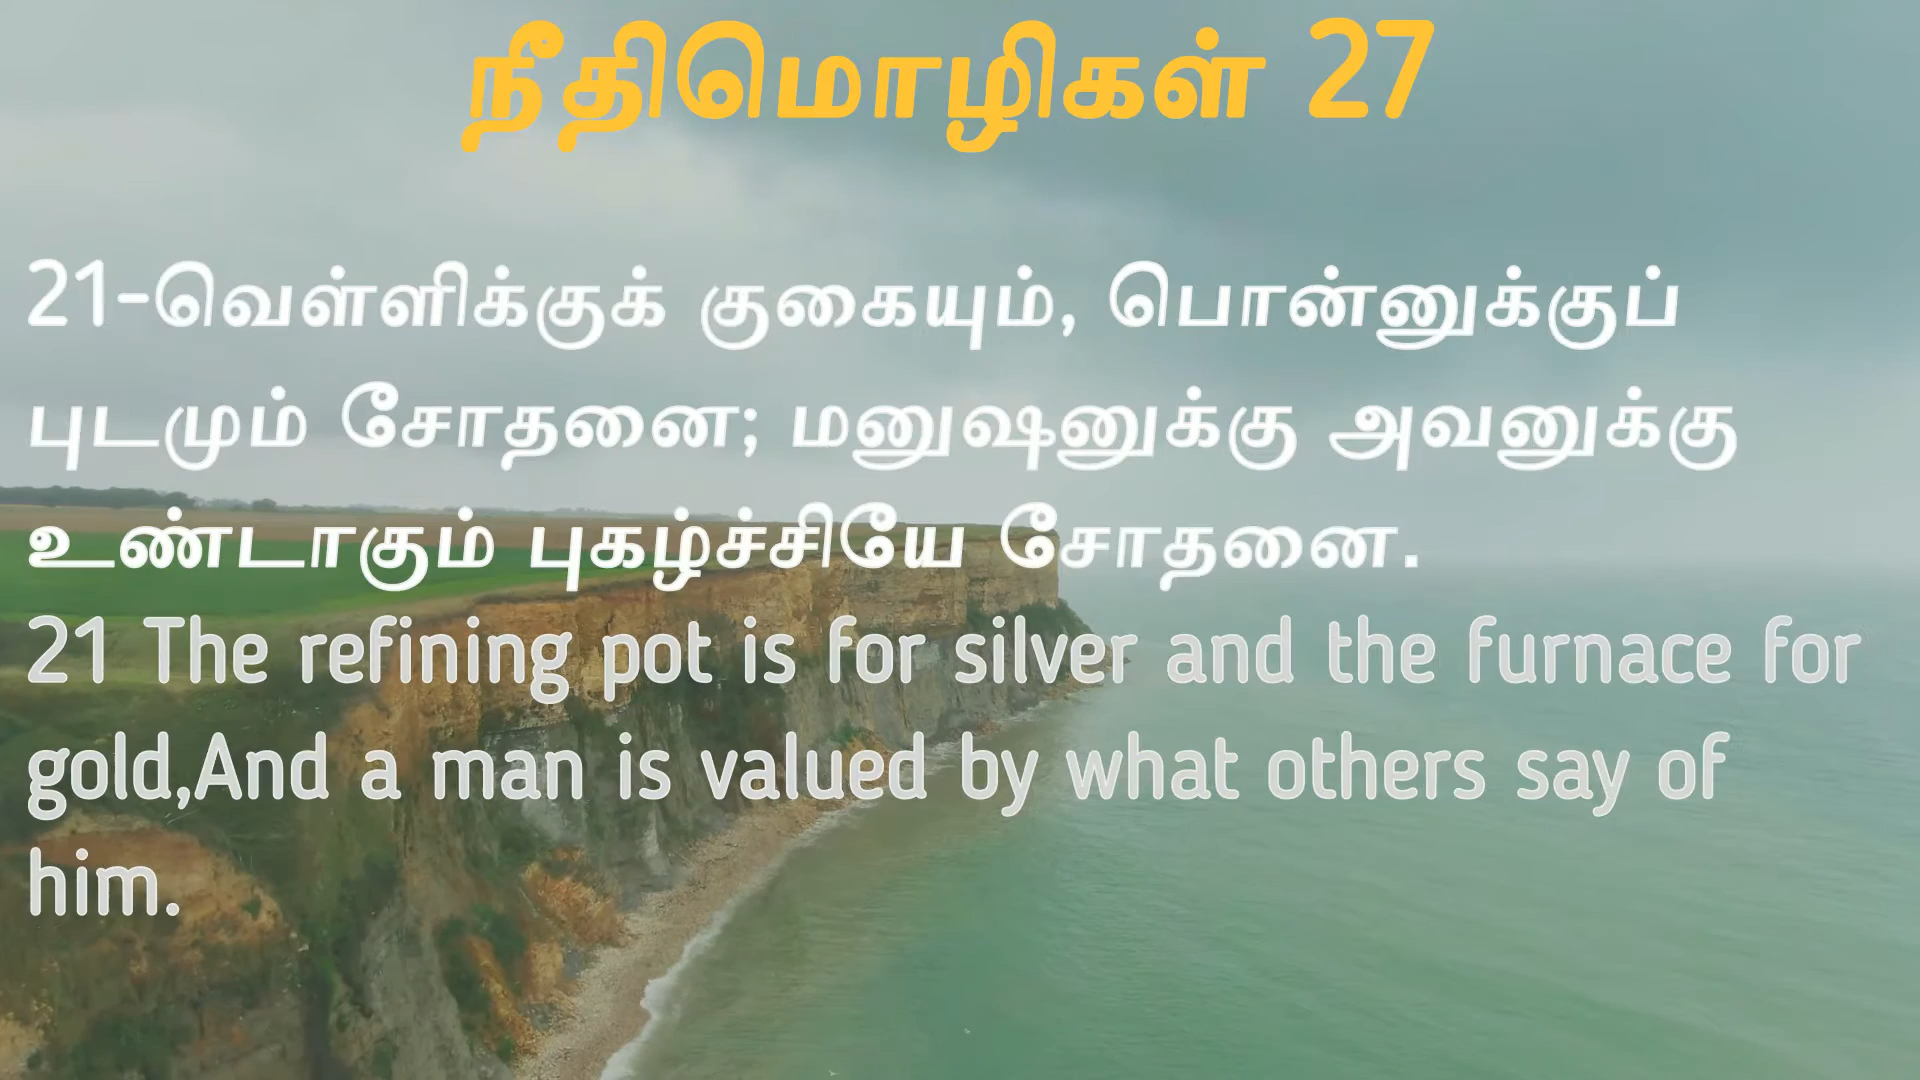 நீதிமொழிகள் 27
21-வெள்ளிக்குக் குகையும், பொன்னுக்குப்
புடமும் சோதனை; மனுஷனுக்கு அவனுக்கு
உண்டாகும் புகழ்ச்சியே சோதனை.
21 The refining pot is for silver and the furnace for
gold,And a man is valued by what others say of
him.